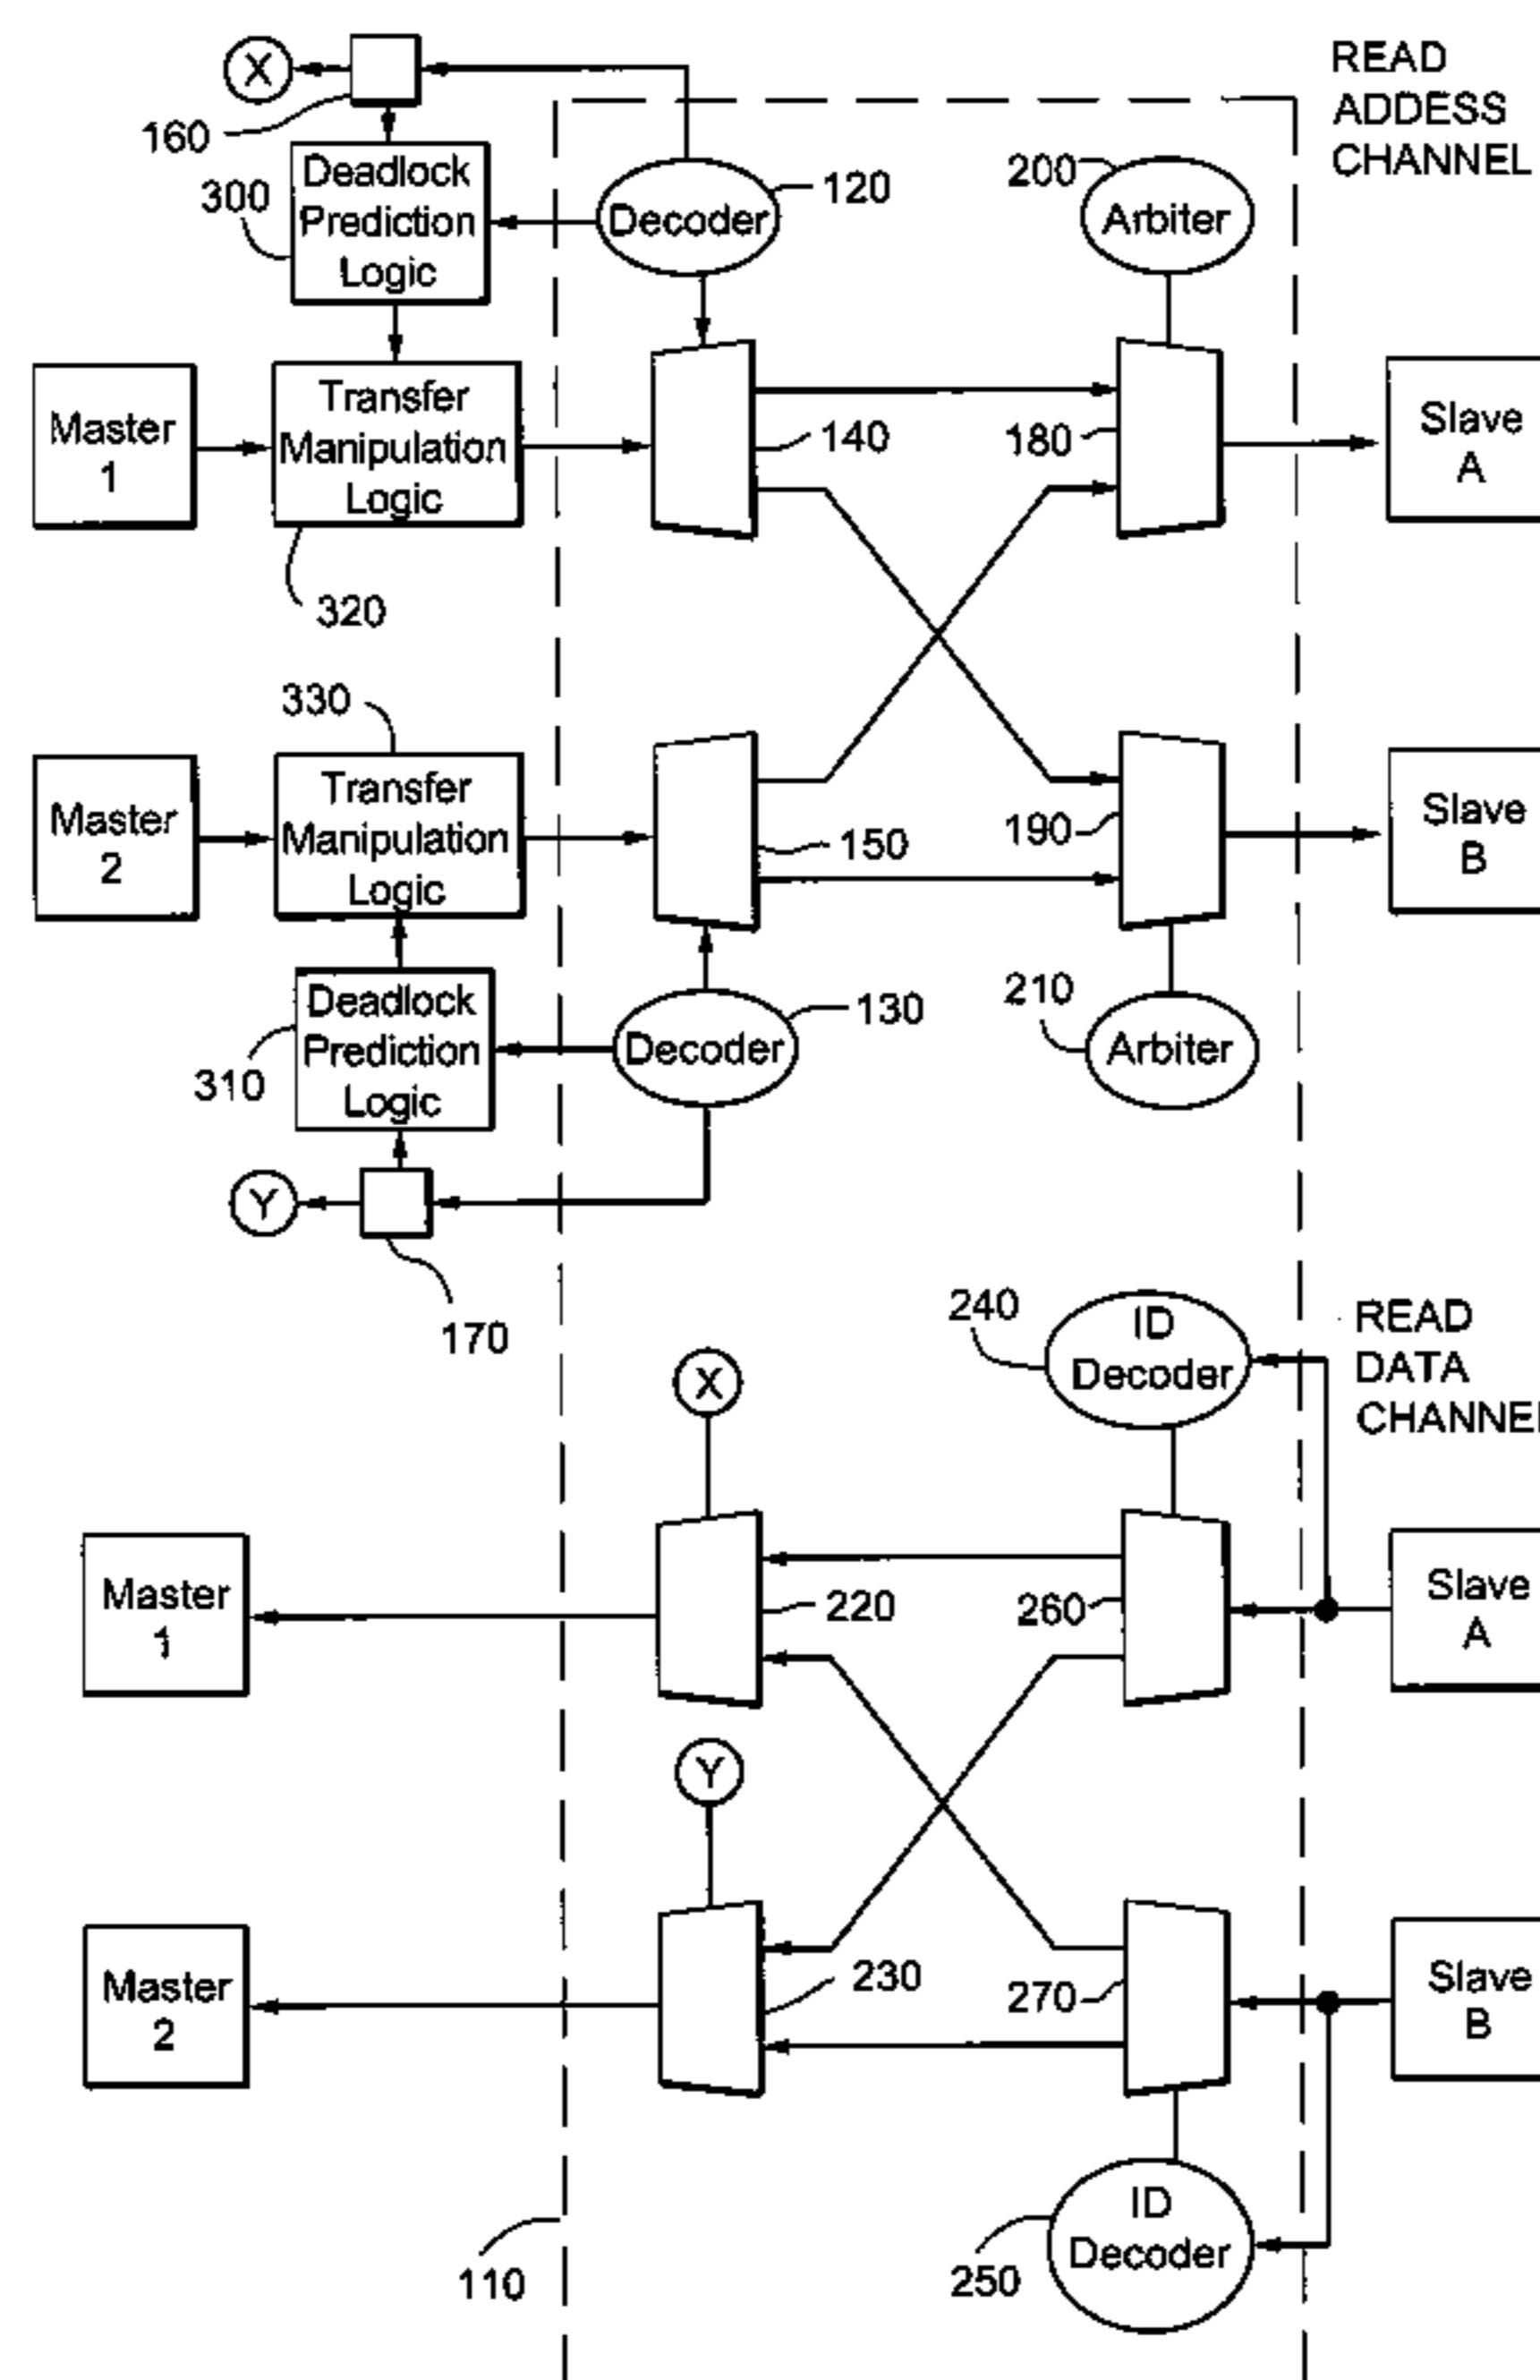 READ
ADDESS
CHANNEL
X
160
Deadlock
Prediction
Logic
300
Decoder
120
200
Arbiter
Master
1
Transfer
Manipulation
Logic
320
140
180
Slave
A
330
Master
2
Transfer
Manipulation
Logic
150
190
Slave
B
Deadlock
Prediction
Logic
310
Decoder
130
210
Arbiter
Y
170
READ
DATA
CHANNEL
240
ID
Decoder
X
Master
1
220
260
Slave
A
Y
Master
2
230
270
Slave
B
110
ID
Decoder
250